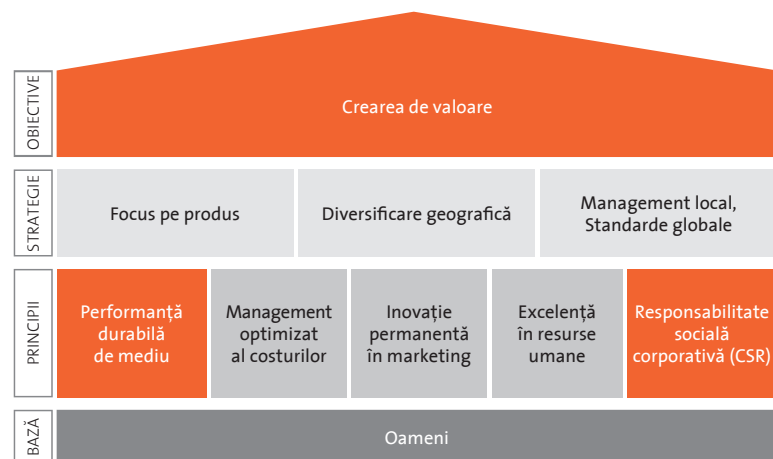 OBIECTIVE
Crearea de valoare
STRATEGIE
Focus pe produs
Diversificare geografică
Management local,
Standarde globale
PRINCIPII
Performanță
durabilă
de mediu
Management
optimizat
al costurilor
Inovație
permanentă
în marketing
Excelență
în resurse
umane
Responsabilitate
socială
corporativă (CSR)
BAZĂ
Oameni